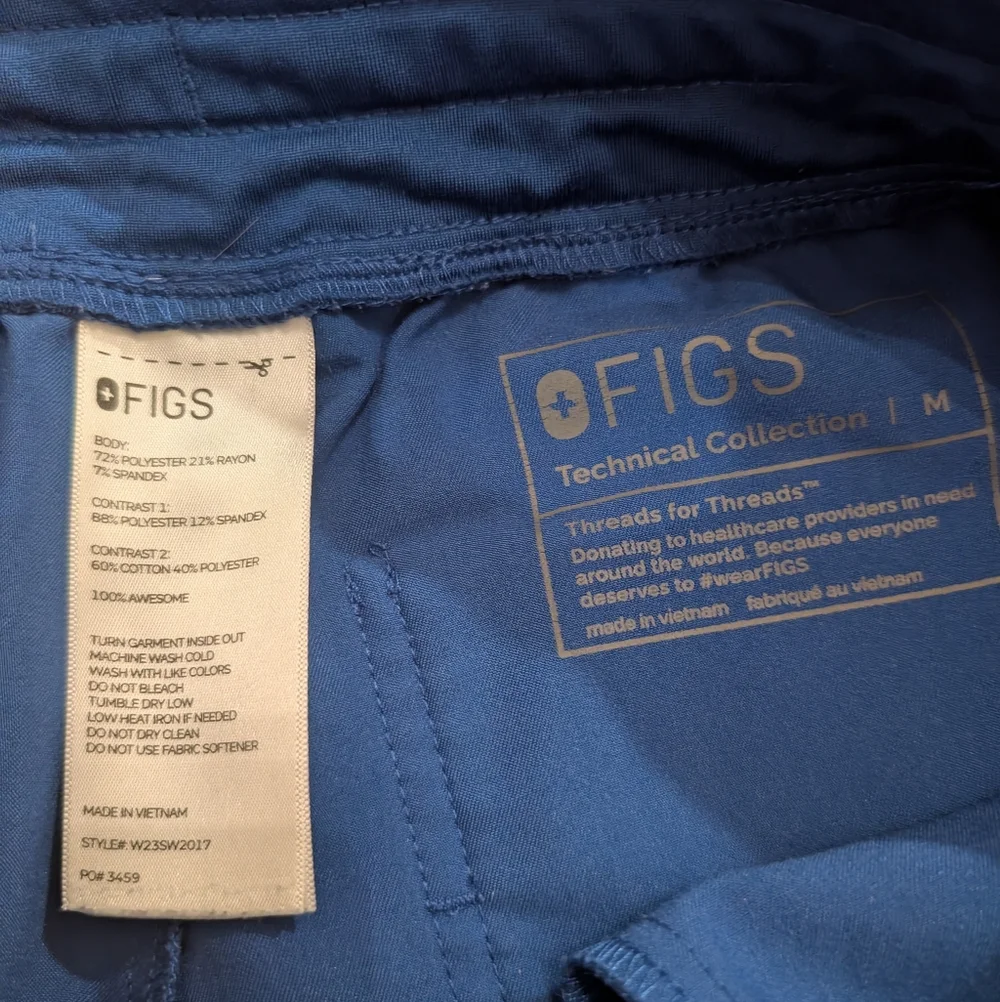 FIGS
BODY:
72% POLYESTER 21% RAYON
7% SPANDEX
CONTRAST 1:
88% POLYESTER 12% SPANDEX
CONTRAST 2:
60% COTTON 40% POLYESTER
100% AWESOME
TURN GARMENT INSIDE OUT
MACHINE WASH COLD
WASH WITH LIKE COLORS
DO NOT BLEACH
TUMBLE DRY LOW
LOW HEAT IRON IF NEEDED
DO NOT DRY CLEAN
DO NOT USE FABRIC SOFTENER
MADE IN VIETNAM
STYLE#: W23SW2017
PO# 3459
FIGS
Technical Collection | M
Threads for Threads™
Donating to healthcare providers in need
around the world. Because everyone
deserves to #wearFIGS
made in vietnam fabriqué au vietnam